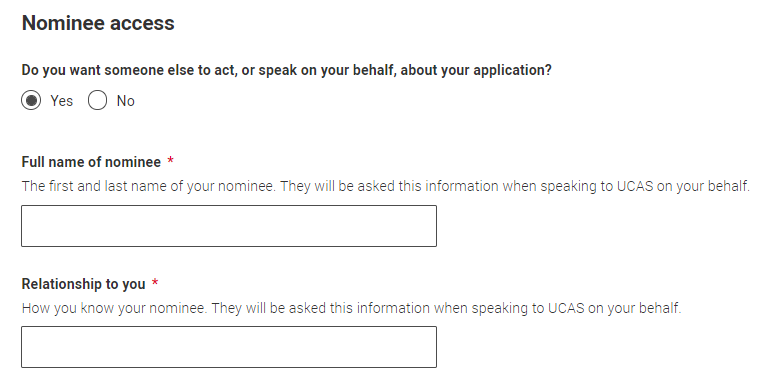 Nominee access
Do you want someone else to act, or speak on your behalf, about your application?
Yes No
Full name of nominee *
The first and last name of your nominee. They will be asked this information when speaking to UCAS on your behalf.
Relationship to you *
How you know your nominee. They will be asked this information when speaking to UCAS on your behalf.